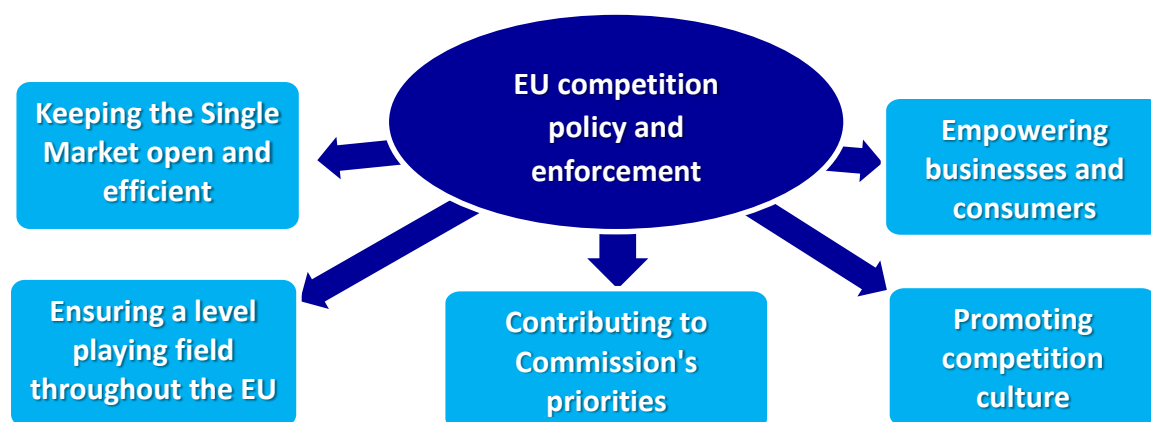 EU competition
policy and
enforcement
Keeping the Single
Market open and
efficient
Empowering
businesses and
consumers
Ensuring a level
playing field
throughout the EU
Contributing to
Commission's
priorities
Promoting
competition
culture